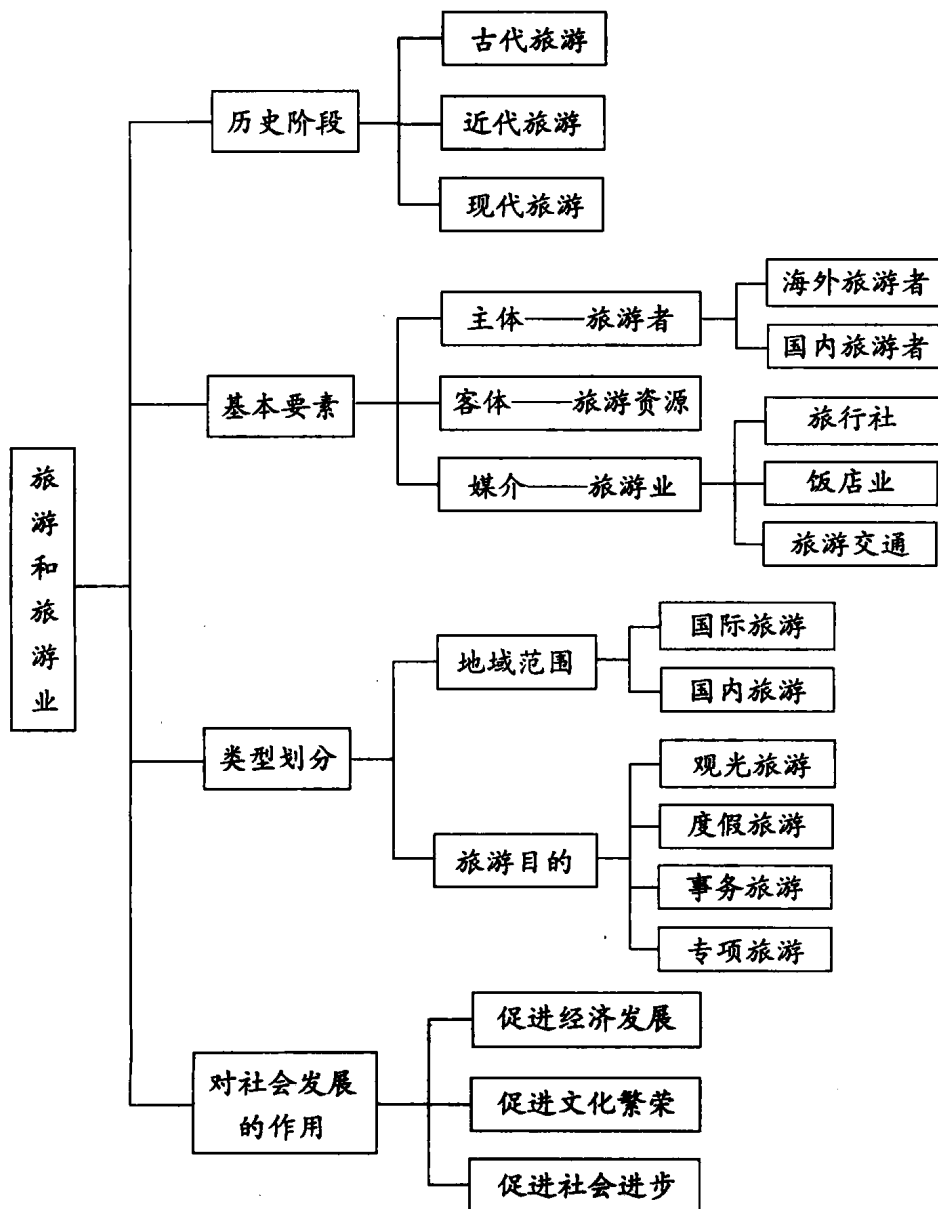 旅游和旅游业
历史阶段
古代旅游
近代旅游
现代旅游
基本要素
主体——旅游者
海外旅游者
国内旅游者
客体——旅游资源
媒介——旅游业
旅行社
饭店业
旅游交通
类型划分
地域范围
国际旅游
国内旅游
旅游目的
观光旅游
度假旅游
事务旅游
专项旅游
对社会发展
的作用
促进经济发展
促进文化繁荣
促进社会进步